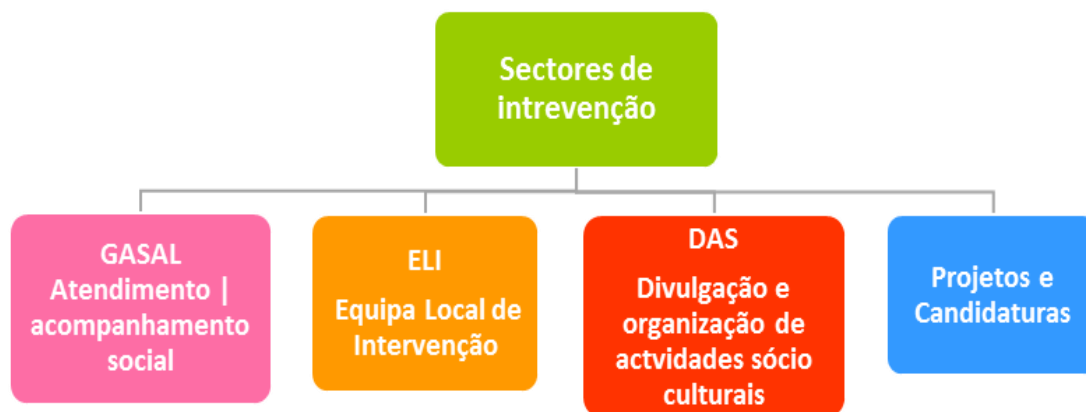 Sectores de
intrevenção
GASAL
Atendimento |
acompanhamento
social
ELI
Equipa Local de
Intervenção
DAS
Divulgação e
organização de
actvidades sócio
culturais
Projetos e
Candidaturas